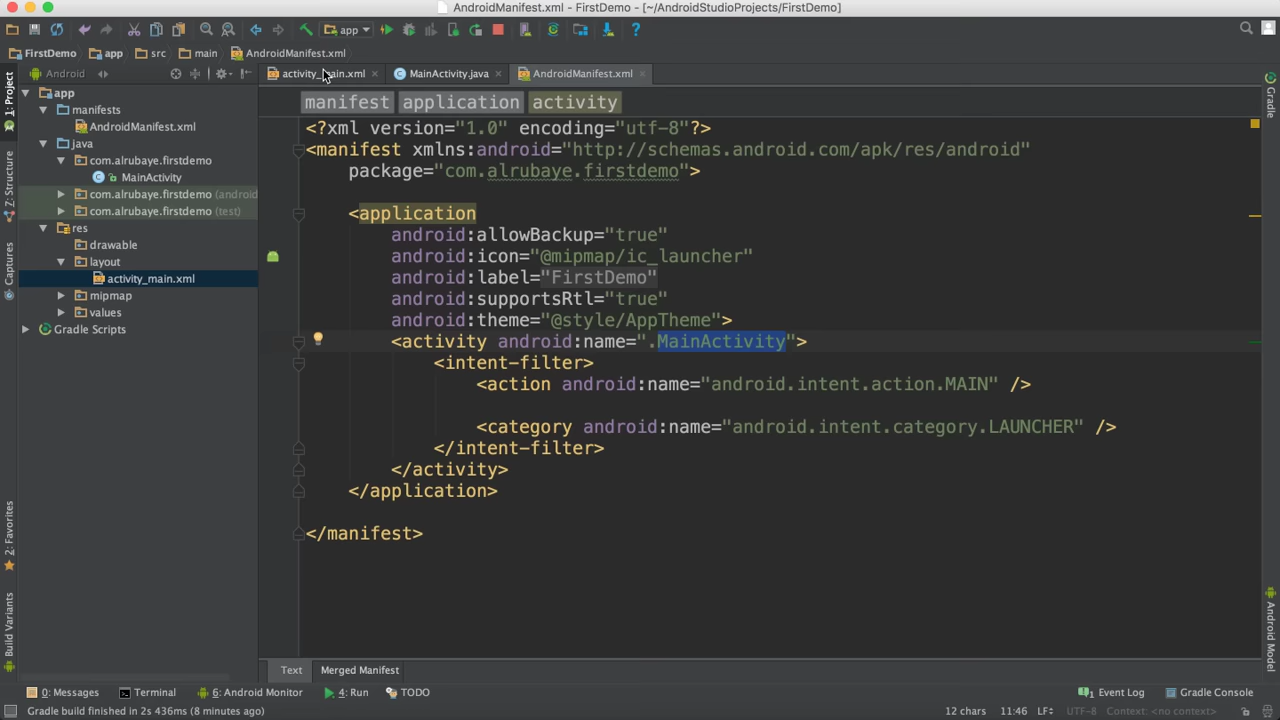 AndroidManifest.xml - FirstDemo - [~/AndroidStudioProjects/FirstDemo]
app
FirstDemo app src main AndroidManifest.xml
Android
activity_main.xml MainActivity.java AndroidManifest.xml
1: Project
Z: Structure
Captures
2: Favorites
Build Variants
app
manifests
AndroidManifest.xml
java
com.alrubaye.firstdemo
MainActivity
com.alrubaye.firstdemo (android
com.alrubaye.firstdemo (test)
res
drawable
layout
activity_main.xml
mipmap
values
Gradle Scripts
manifest application activity
<?xml version="1.0" encoding="utf-8"?>
<manifest xmlns:android="http://schemas.android.com/apk/res/android"
package="com.alrubaye.firstdemo">
<application
android:allowBackup="true"
android:icon="@mipmap/ic_launcher"
android:label="FirstDemo"
android:supportsRtl="true"
android:theme="@style/AppTheme">
<activity android:name=".MainActivity">
<intent-filter>
<action android:name="android.intent.action.MAIN" />
<category android:name="android.intent.category.LAUNCHER" />
</intent-filter>
</activity>
</application>
</manifest>
Gradle
Android Model
Text Merged Manifest
0: Messages Terminal 6: Android Monitor 4: Run TODO Event Log Gradle Console
Gradle build finished in 2s 436ms (8 minutes ago) 12 chars 11:46 LF÷ UTF-8 Context: <no context>